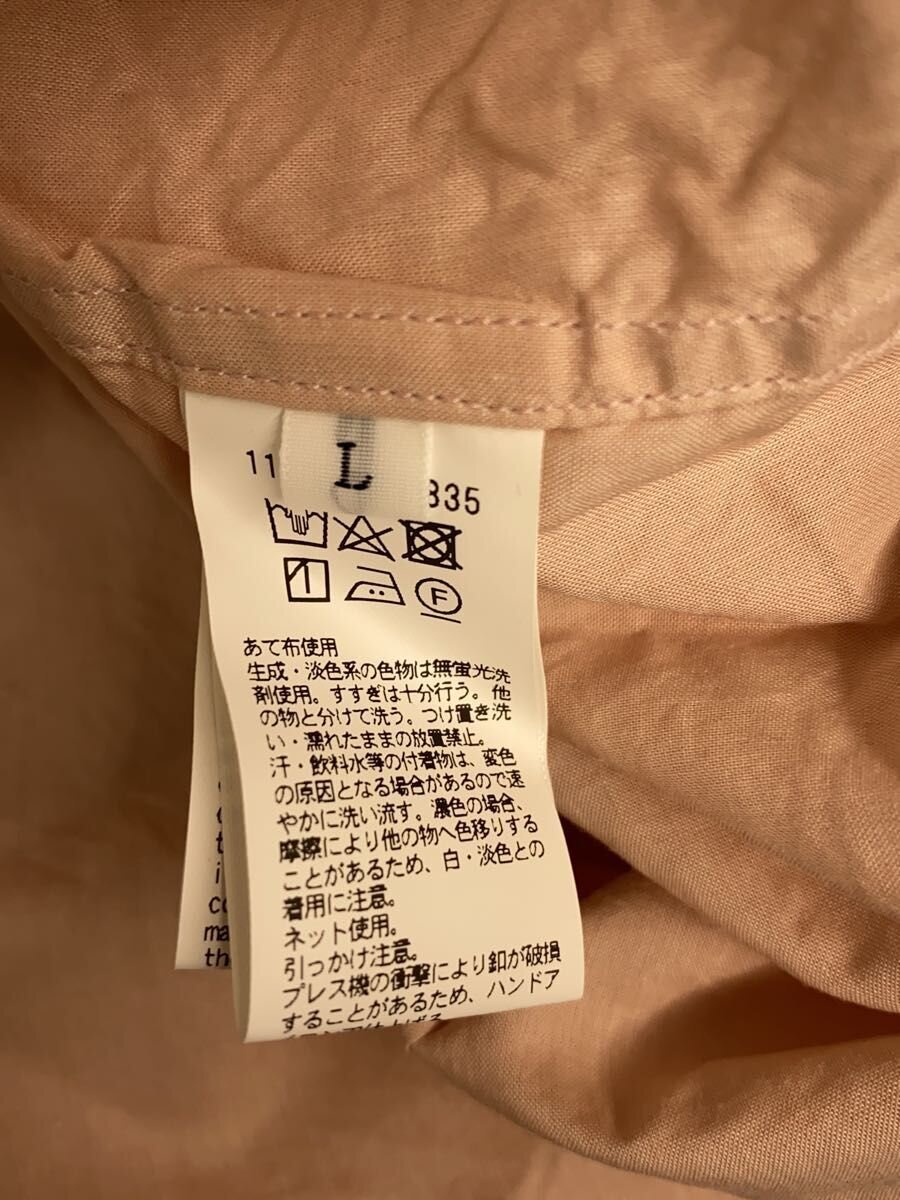 L
11
835
F
あて布使用
生成・淡色系の色物は無蛍光洗
剤使用。すすぎは十分行う。他
の物と分けて洗う。つけ置き洗
い・濡れたままの放置禁止。
汗・飲料水等の付着物は、変色
の原因となる場合があるので速
やかに洗い流す。濃色の場合、
摩擦により他の物へ色移りする
ことがあるため、白・淡色との
着用に注意。
ネット使用。
引っかけ注意。
プレス機の衝撃により釦が破損
することがあるため、ハンドア